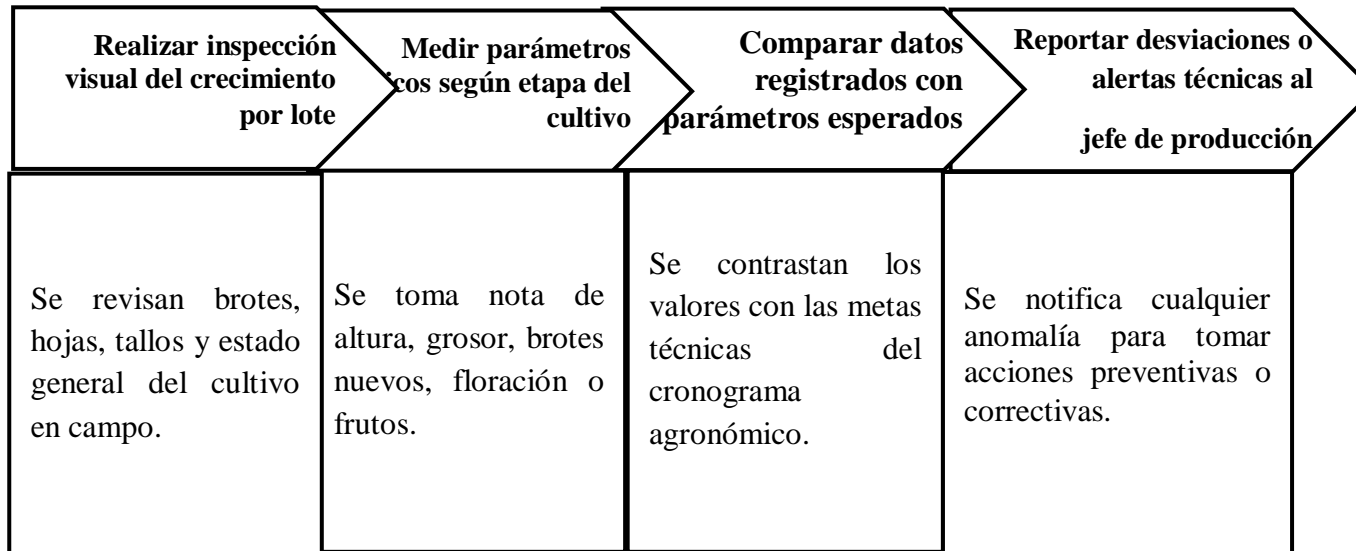 Realizar inspección
visual del crecimiento
por lote
Medir parámetros
icos según etapa del
cultivo
Comparar datos
registrados con
parámetros esperados
Reportar desviaciones o
alertas técnicas al
jefe de producción
Se revisan brotes,
hojas, tallos y estado
general del cultivo
en campo.
Se toma nota de
altura, grosor, brotes
nuevos, floración o
frutos.
Se contrastan los
valores con las metas
técnicas del
cronograma
agronómico.
Se notifica cualquier
anomalía para tomar
acciones preventivas o
correctivas.